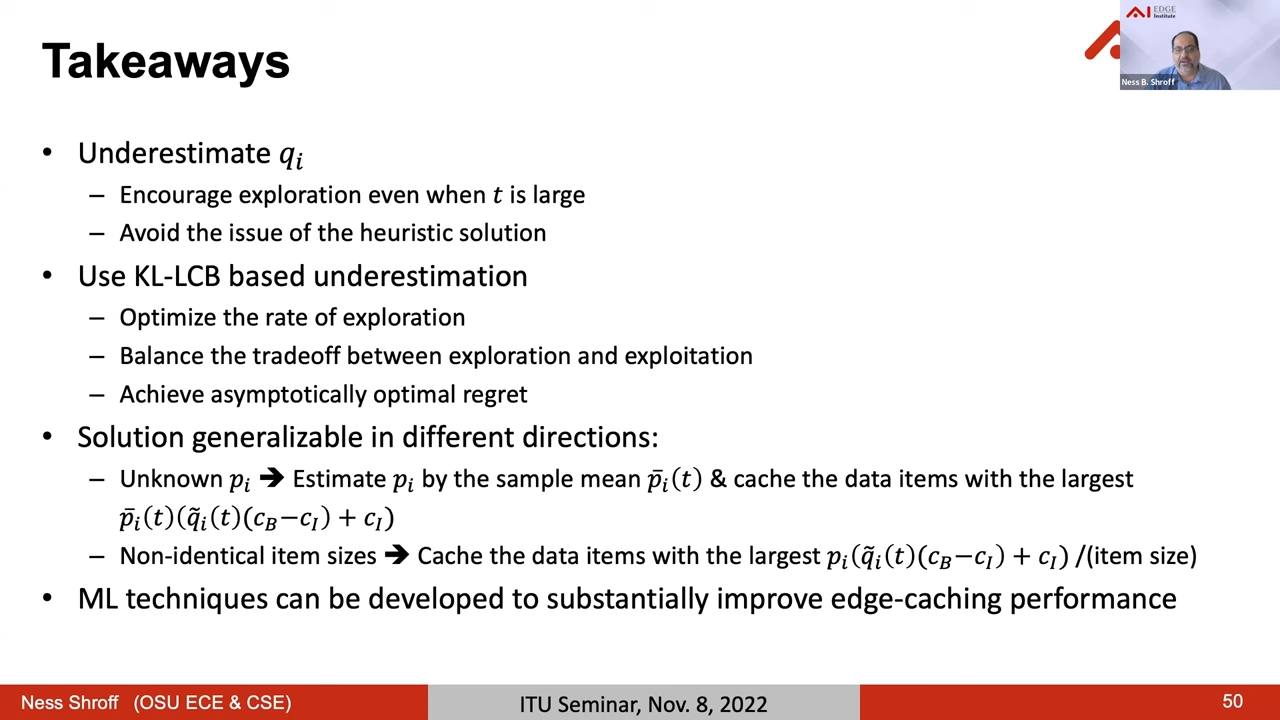 Takeaways
AI EDGE
Institute
Ness B. Shroff
• Underestimate qᵢ
– Encourage exploration even when t is large
– Avoid the issue of the heuristic solution
• Use KL-LCB based underestimation
– Optimize the rate of exploration
– Balance the tradeoff between exploration and exploitation
– Achieve asymptotically optimal regret
• Solution generalizable in different directions:
– Unknown pᵢ ➔ Estimate pᵢ by the sample mean p̄ᵢ(t) & cache the data items with the largest
p̄ᵢ(t)(q̃ᵢ(t)(c_B−c_I) + c_I)
– Non-identical item sizes ➔ Cache the data items with the largest pᵢ(q̃ᵢ(t)(c_B−c_I) + c_I) /(item size)
• ML techniques can be developed to substantially improve edge-caching performance
Ness Shroff (OSU ECE & CSE)
ITU Seminar, Nov. 8, 2022
50